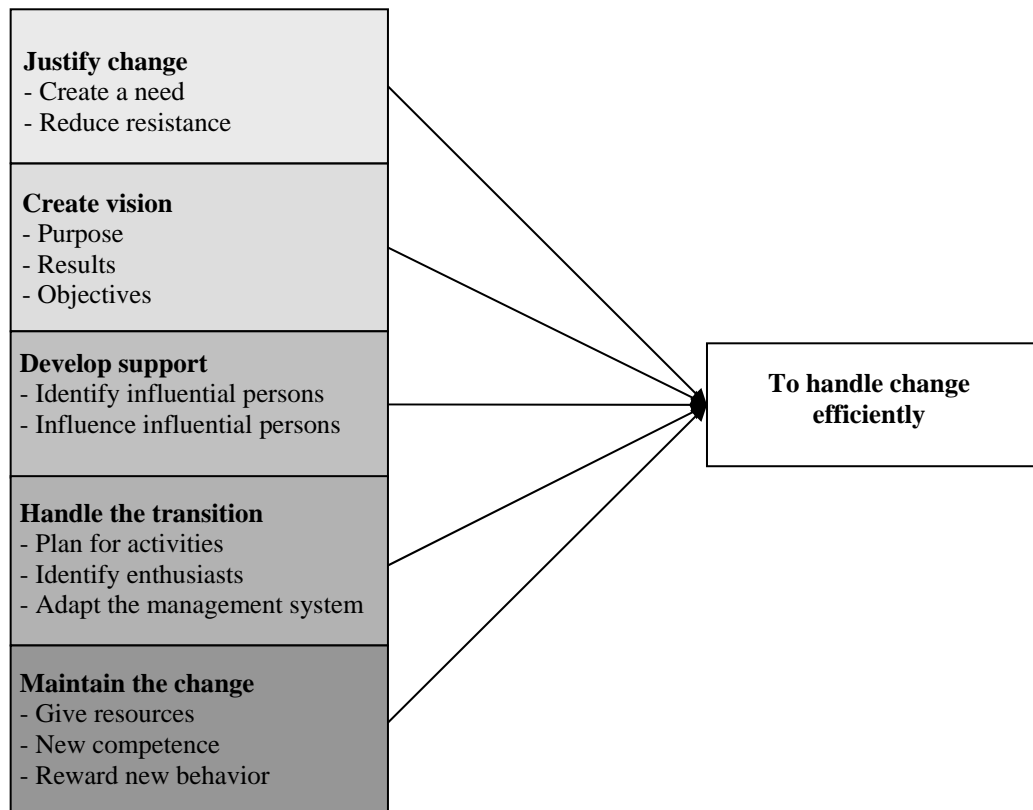 Justify change
- Create a need
- Reduce resistance
Create vision
- Purpose
- Results
- Objectives
Develop support
- Identify influential persons
- Influence influential persons
Handle the transition
- Plan for activities
- Identify enthusiasts
- Adapt the management system
Maintain the change
- Give resources
- New competence
- Reward new behavior
To handle change
efficiently